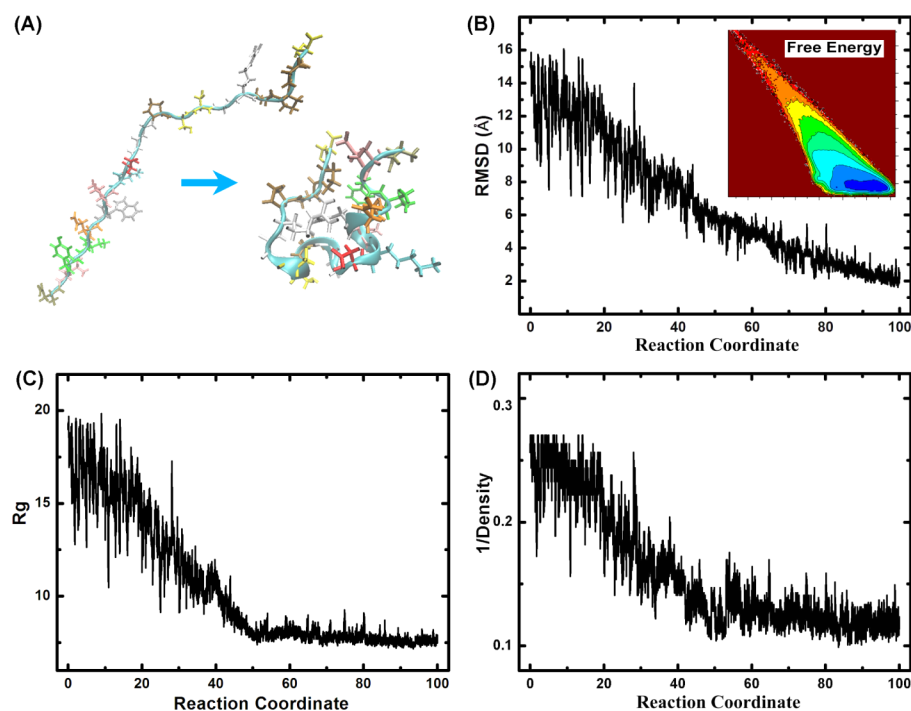 (A)
(B)
Free Energy
RMSD (Å)
16
14
12
10
8
6
4
2
0 20 40 60 80 100
Reaction Coordinate
(C)
Rg
20
15
10
0 20 40 60 80 100
Reaction Coordinate
(D)
1/Density
0.3
0.2
0.1
0 20 40 60 80 100
Reaction Coordinate